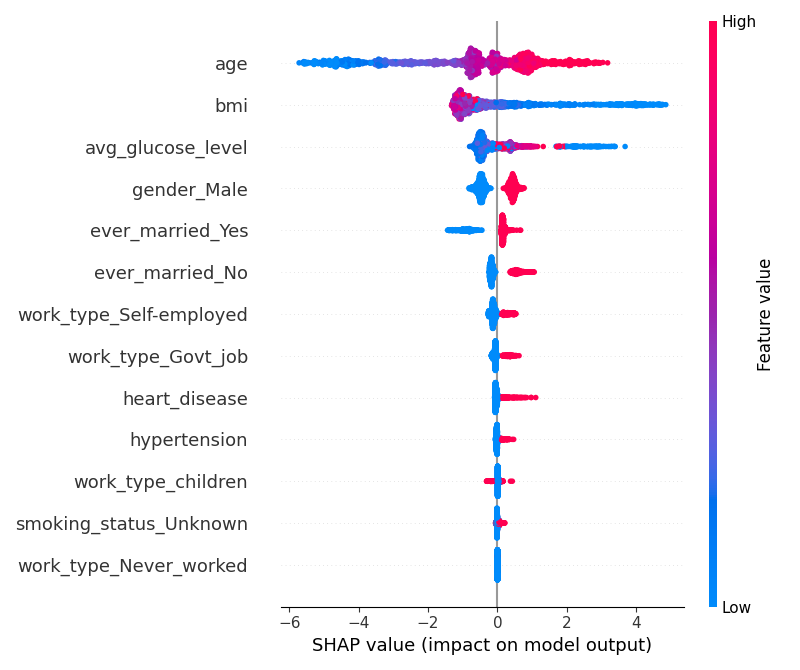 High
age
bmi
avg_glucose_level
gender_Male
ever_married_Yes
ever_married_No
work_type_Self-employed
work_type_Govt_job
heart_disease
hypertension
work_type_children
smoking_status_Unknown
work_type_Never_worked
Feature value
Low
−6 −4 −2 0 2 4
SHAP value (impact on model output)